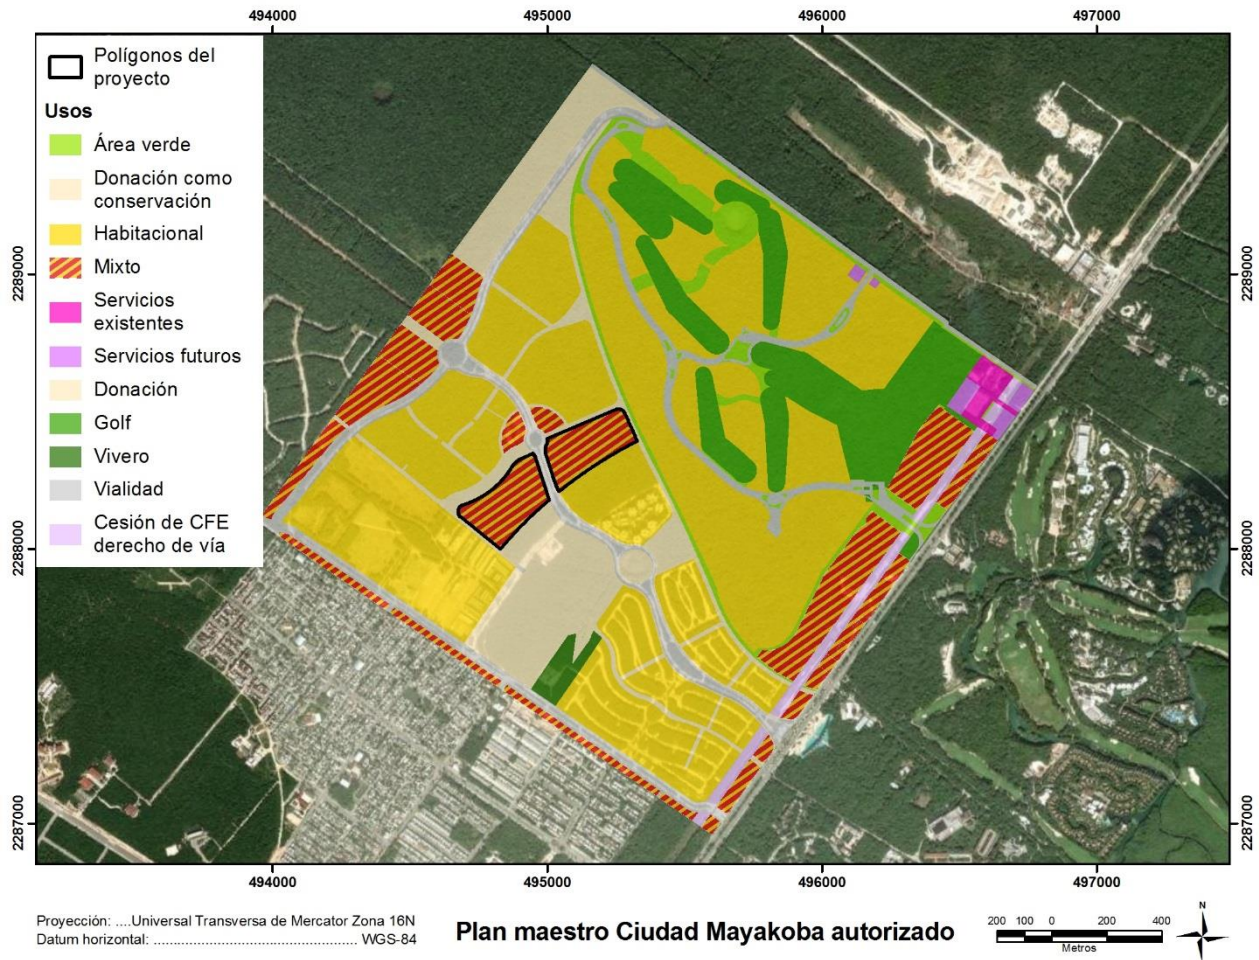 494000
495000
496000
497000
Polígonos del
proyecto
Usos
Área verde
Donación como
conservación
Habitacional
Mixto
Servicios
existentes
Servicios futuros
Donación
Golf
Vivero
Vialidad
Cesión de CFE
derecho de vía
2289000
2288000
2287000
2289000
2288000
2287000
494000
495000
496000
497000
Proyección: ....Universal Transversa de Mercator Zona 16N
Datum horizontal: .................................................. WGS-84
Plan maestro Ciudad Mayakoba autorizado
200 100 0 200 400
Metros
N